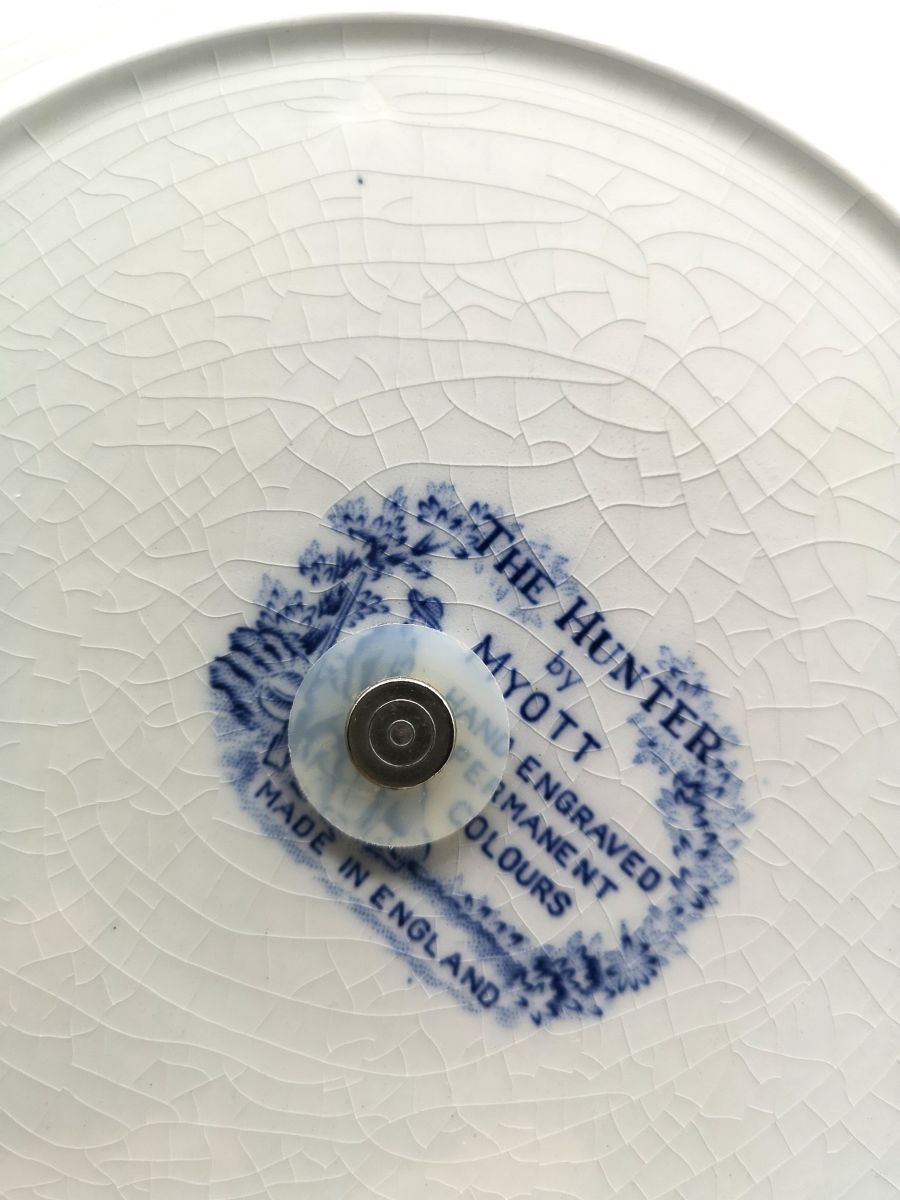 THE HUNTER
by
MYOTT
HAND ENGRAVED
PERMANENT
COLOURS
MADE IN ENGLAND